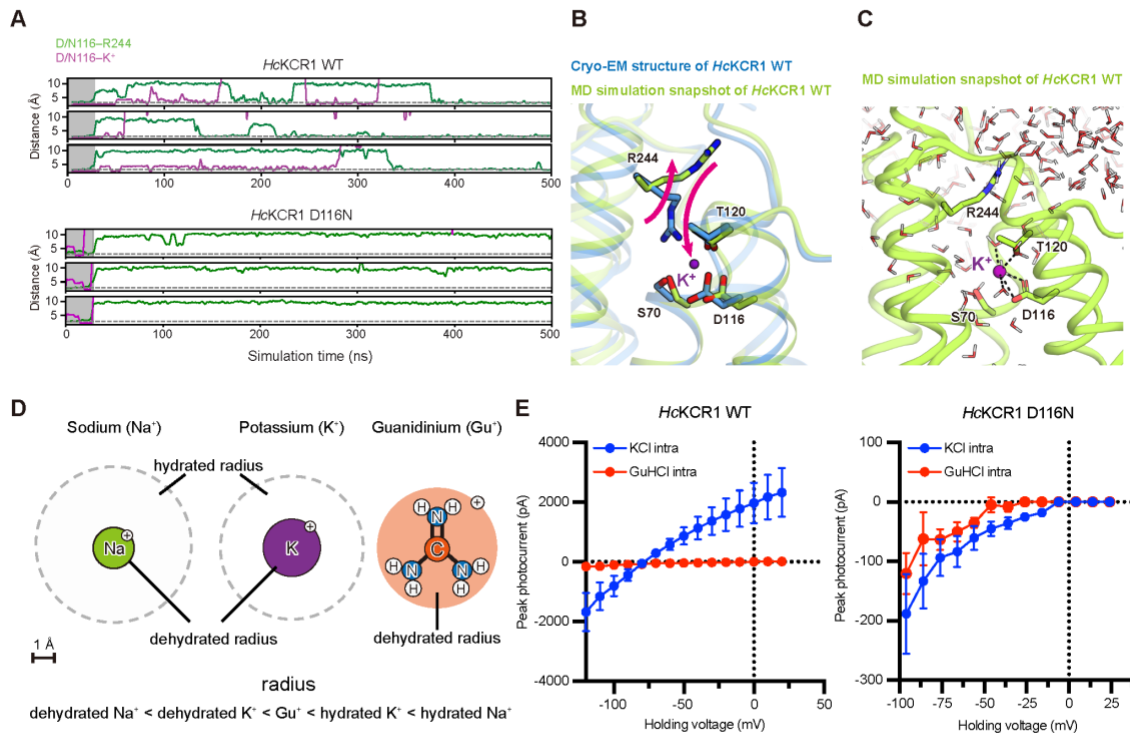 A
D/N116–R244
D/N116–K⁺
HcKCR1 WT
Distance (Å)
10
5
10
5
10
5
0 100 200 300 400 500
HcKCR1 D116N
Distance (Å)
10
5
10
5
10
5
0 100 200 300 400 500
Simulation time (ns)
B
Cryo-EM structure of HcKCR1 WT
MD simulation snapshot of HcKCR1 WT
R244
T120
K⁺
S70
D116
C
MD simulation snapshot of HcKCR1 WT
R244
T120
K⁺
S70
D116
D
Sodium (Na⁺) Potassium (K⁺) Guanidinium (Gu⁺)
hydrated radius
Na +
K +
H H N + C H N N H H H
dehydrated radius
dehydrated radius
1 Å
radius
dehydrated Na⁺ < dehydrated K⁺ < Gu⁺ < hydrated K⁺ < hydrated Na⁺
E
HcKCR1 WT
KCl intra
GuHCl intra
Peak photocurrent (pA)
4000
2000
0
-2000
-4000
-100 -50 0 50
Holding voltage (mV)
HcKCR1 D116N
KCl intra
GuHCl intra
Peak photocurrent (pA)
100
0
-100
-200
-300
-100 -75 -50 -25 0 25
Holding voltage (mV)